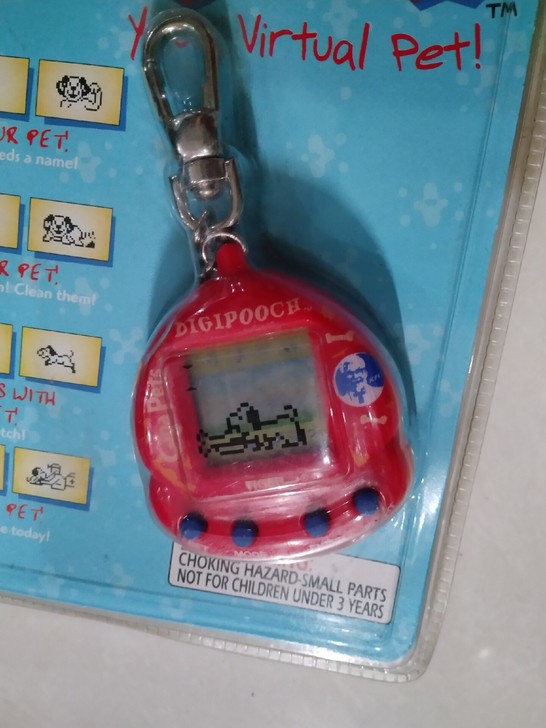 Virtual Pet!
TM
UR PET!
eds a name!
R PET!
n! Clean them!
S WITH
T!
tch!
PET!
e today!
DIGIPOOCH
CHOKING HAZARD-SMALL PARTS
NOT FOR CHILDREN UNDER 3 YEARS